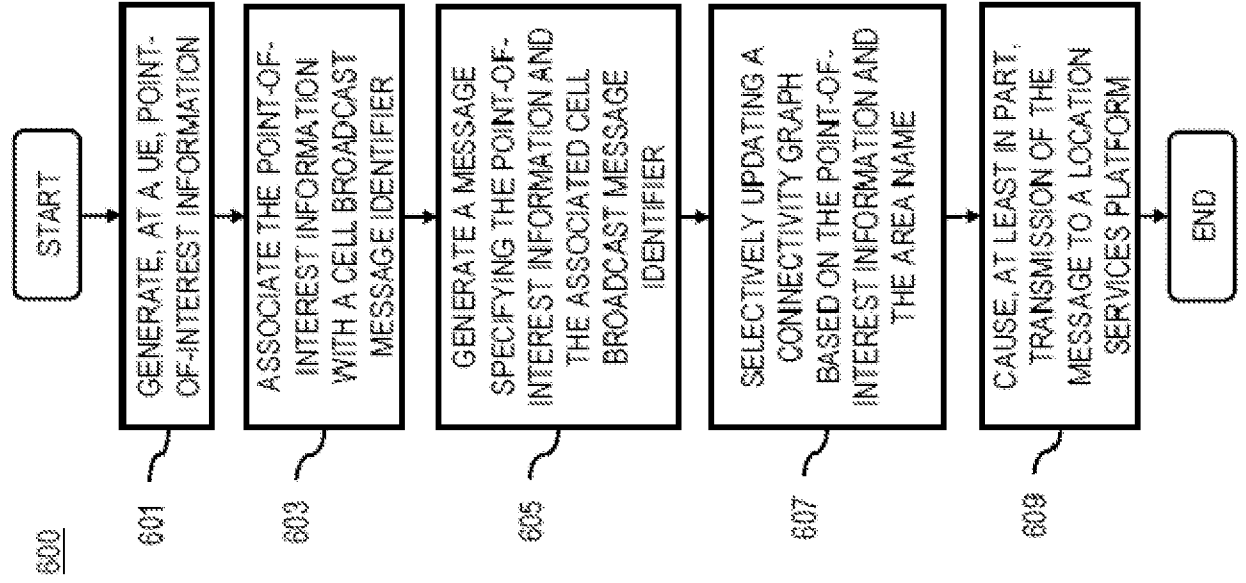 600
START
601
GENERATE, AT A UE, POINT-
OF-INTEREST INFORMATION
603
ASSOCIATE THE POINT-OF-
INTEREST INFORMATION
WITH A CELL BROADCAST
MESSAGE IDENTIFIER
605
GENERATE A MESSAGE
SPECIFYING THE POINT-OF-
INTEREST INFORMATION AND
THE ASSOCIATED CELL
BROADCAST MESSAGE
IDENTIFIER
607
SELECTIVELY UPDATING A
CONNECTIVITY GRAPH
BASED ON THE POINT-OF-
INTEREST INFORMATION AND
THE AREA NAME
609
CAUSE, AT LEAST IN PART,
TRANSMISSION OF THE
MESSAGE TO A LOCATION
SERVICES PLATFORM
END